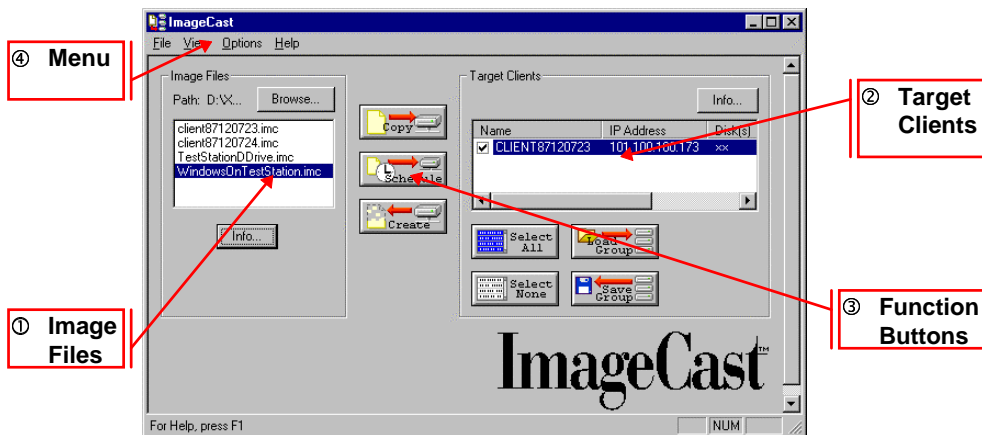 ImageCast
File View Options Help
④ Menu
Image Files
Path: D:\X...
Browse...
client87120723.imc
client87120724.imc
TestStationDDrive.imc
WindowsOnTestStation.imc
Info...
Copy
Schedule
Create
Target Clients
Info...
Name IP Address Disk(s)
CLIENT87120723 101.100.100.173 xx
Select
All
Load
Group
Select
None
Save
Group
② Target
Clients
① Image
Files
③ Function
Buttons
ImageCast™
For Help, press F1
NUM